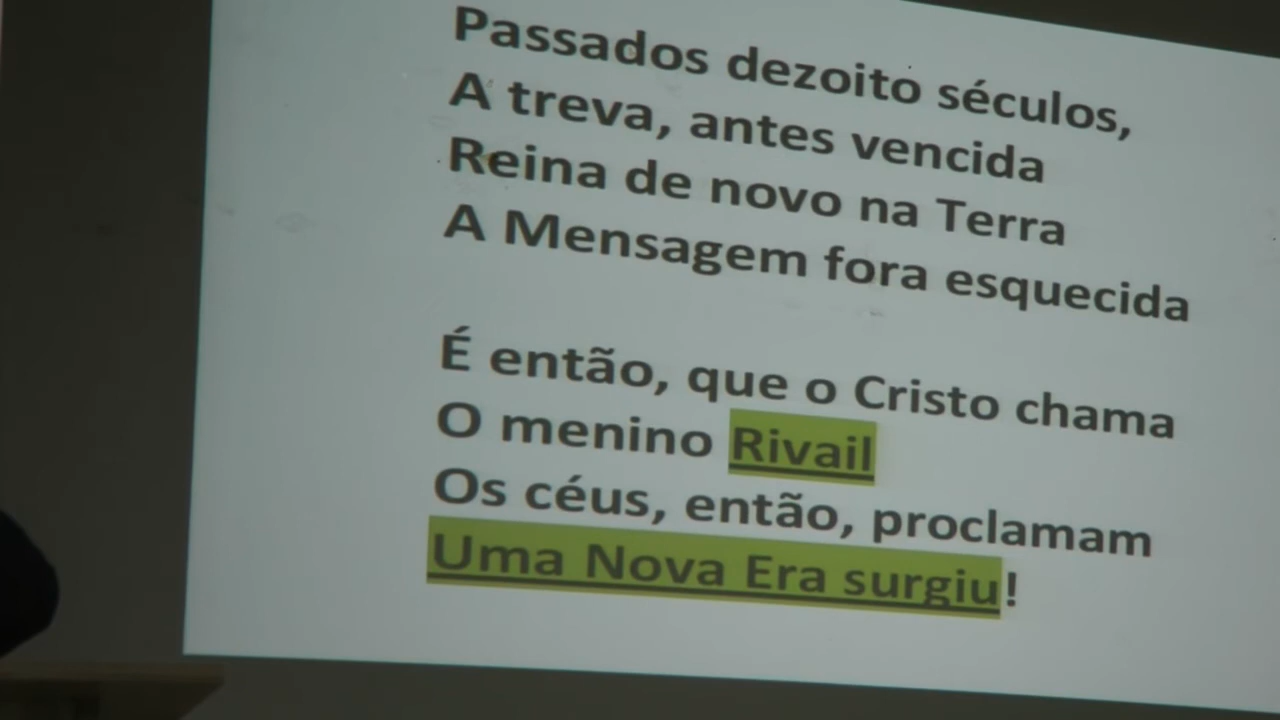 Passados dezoito séculos,
A treva, antes vencida
Reina de novo na Terra
A Mensagem fora esquecida
É então, que o Cristo chama
O menino Rivail
Os céus, então, proclamam
Uma Nova Era surgiu!